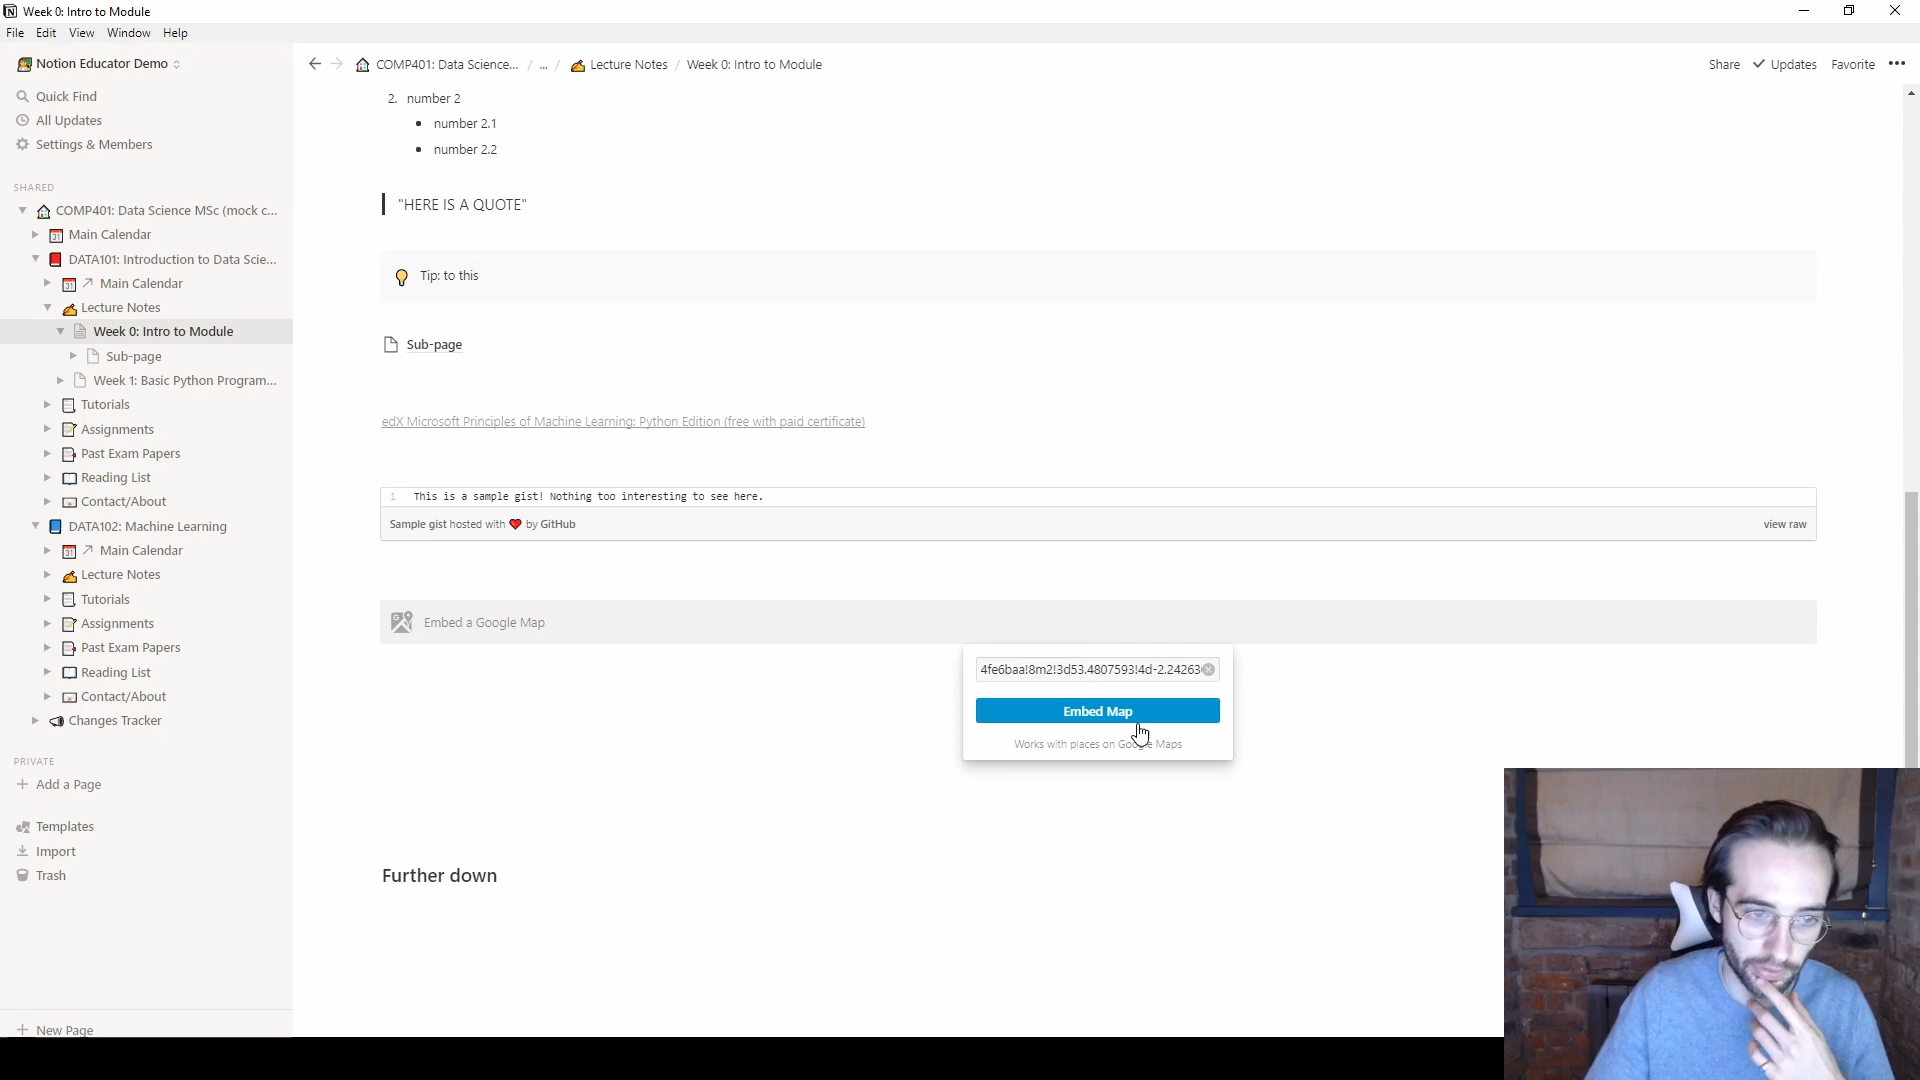 Week 0: Intro to Module
File Edit View Window Help
Notion Educator Demo
Quick Find
All Updates
Settings & Members
SHARED
COMP401: Data Science MSc (mock c...
Main Calendar
DATA101: Introduction to Data Scie...
Main Calendar
Lecture Notes
Week 0: Intro to Module
Sub-page
Week 1: Basic Python Program...
Tutorials
Assignments
Past Exam Papers
Reading List
Contact/About
DATA102: Machine Learning
Main Calendar
Lecture Notes
Tutorials
Assignments
Past Exam Papers
Reading List
Contact/About
Changes Tracker
PRIVATE
+ Add a Page
Templates
Import
Trash
+ New Page
COMP401: Data Science... / ... / Lecture Notes / Week 0: Intro to Module
Share Updates Favorite •••
2. number 2
• number 2.1
• number 2.2
"HERE IS A QUOTE"
Tip: to this
Sub-page
edX Microsoft Principles of Machine Learning: Python Edition (free with paid certificate)
1 This is a sample gist! Nothing too interesting to see here.
Sample gist hosted with ❤ by GitHub view raw
Embed a Google Map
4fe6baa!8m2!3d53.4807593!4d-2.24263
Embed Map
Works with places on Google Maps
Further down